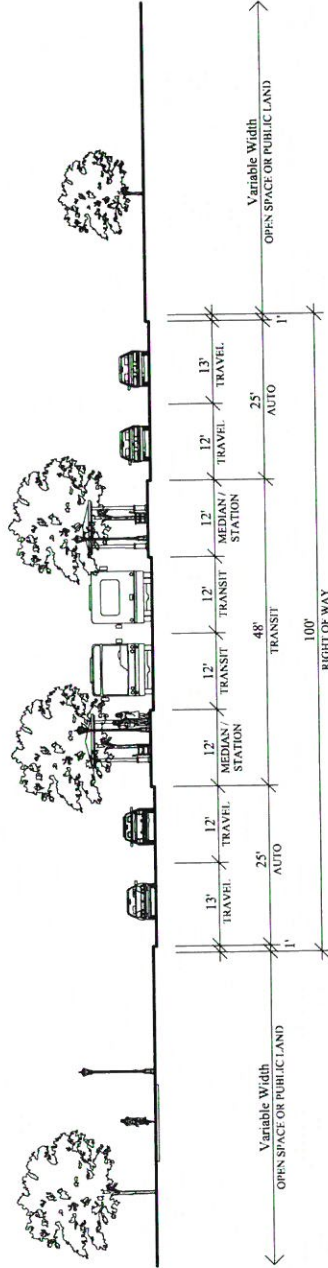 13'
TRAVEL
12'
TRAVEL
12'
MEDIAN /
STATION
12'
TRANSIT
12'
TRANSIT
12'
MEDIAN /
STATION
12'
TRAVEL
13'
TRAVEL
Variable Width
OPEN SPACE OR PUBLIC LAND
1'
25'
AUTO
48'
TRANSIT
25'
AUTO
1'
Variable Width
OPEN SPACE OR PUBLIC LAND
100'
RIGHT OF WAY